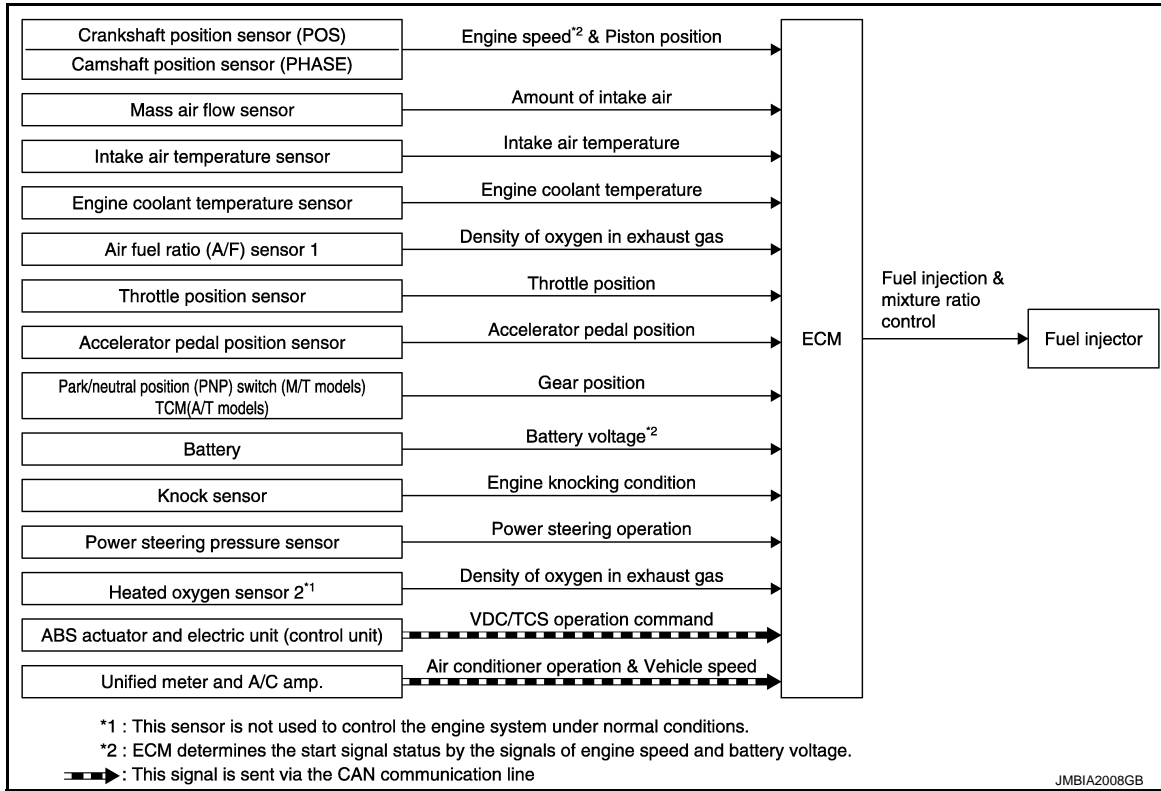 Crankshaft position sensor (POS)
Camshaft position sensor (PHASE)
Engine speed*2 & Piston position
Mass air flow sensor
Amount of intake air
Intake air temperature sensor
Intake air temperature
Engine coolant temperature sensor
Engine coolant temperature
Air fuel ratio (A/F) sensor 1
Density of oxygen in exhaust gas
Throttle position sensor
Throttle position
Accelerator pedal position sensor
Accelerator pedal position
Park/neutral position (PNP) switch (M/T models)
TCM(A/T models)
Gear position
Battery
Battery voltage*2
Knock sensor
Engine knocking condition
Power steering pressure sensor
Power steering operation
Heated oxygen sensor 2*1
Density of oxygen in exhaust gas
ABS actuator and electric unit (control unit)
VDC/TCS operation command
Unified meter and A/C amp.
Air conditioner operation & Vehicle speed
ECM
Fuel injection &
mixture ratio
control
Fuel injector
*1 : This sensor is not used to control the engine system under normal conditions.
*2 : ECM determines the start signal status by the signals of engine speed and battery voltage.
: This signal is sent via the CAN communication line
JMBIA2008GB